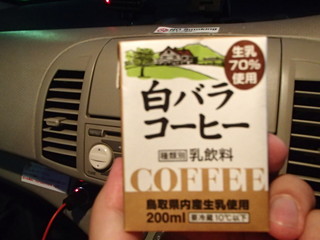 生乳
70%
使用
白バラ
コーヒー
種類別 乳飲料
COFFEE
鳥取県内産生乳使用
200ml 要冷蔵10℃以下